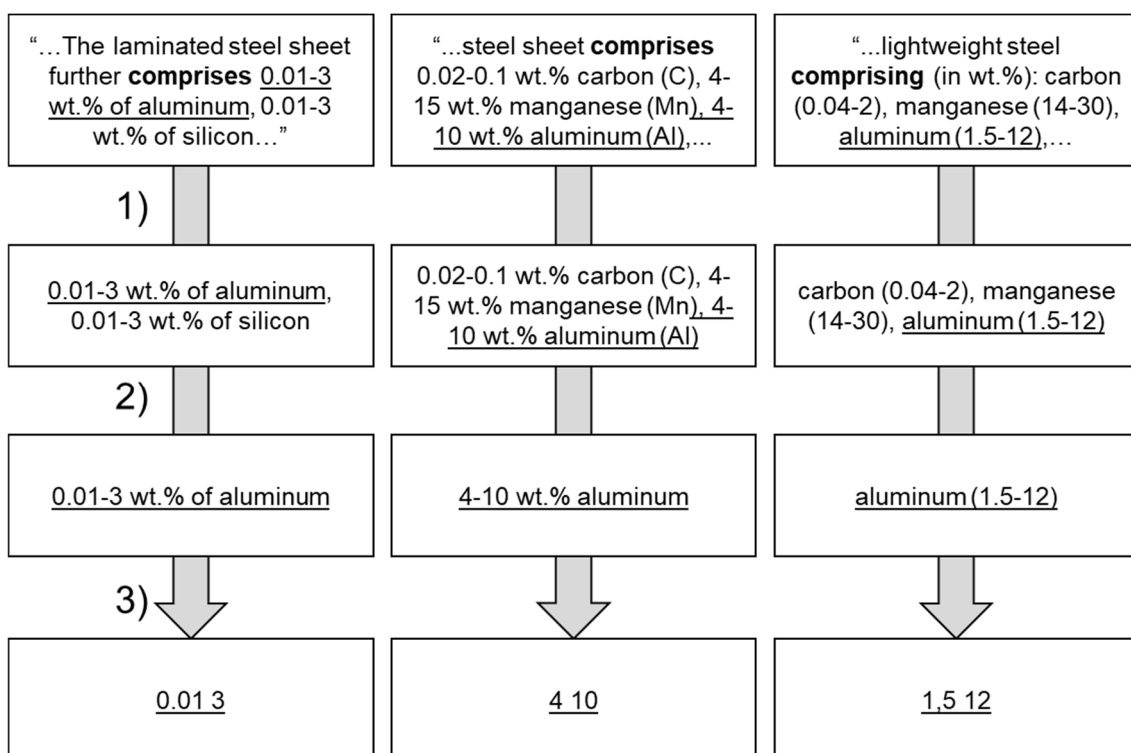 “…The laminated steel sheet
further comprises 0.01-3
wt.% of aluminum, 0.01-3
wt.% of silicon…”
“...steel sheet comprises
0.02-0.1 wt.% carbon (C), 4-
15 wt.% manganese (Mn), 4-
10 wt.% aluminum (Al),...
“...lightweight steel
comprising (in wt.%): carbon
(0.04-2), manganese (14-30),
aluminum (1.5-12),…
1)
0.01-3 wt.% of aluminum,
0.01-3 wt.% of silicon
0.02-0.1 wt.% carbon (C), 4-
15 wt.% manganese (Mn), 4-
10 wt.% aluminum (Al)
carbon (0.04-2), manganese
(14-30), aluminum (1.5-12)
2)
0.01-3 wt.% of aluminum
4-10 wt.% aluminum
aluminum (1.5-12)
3)
0.01 3
4 10
1,5 12